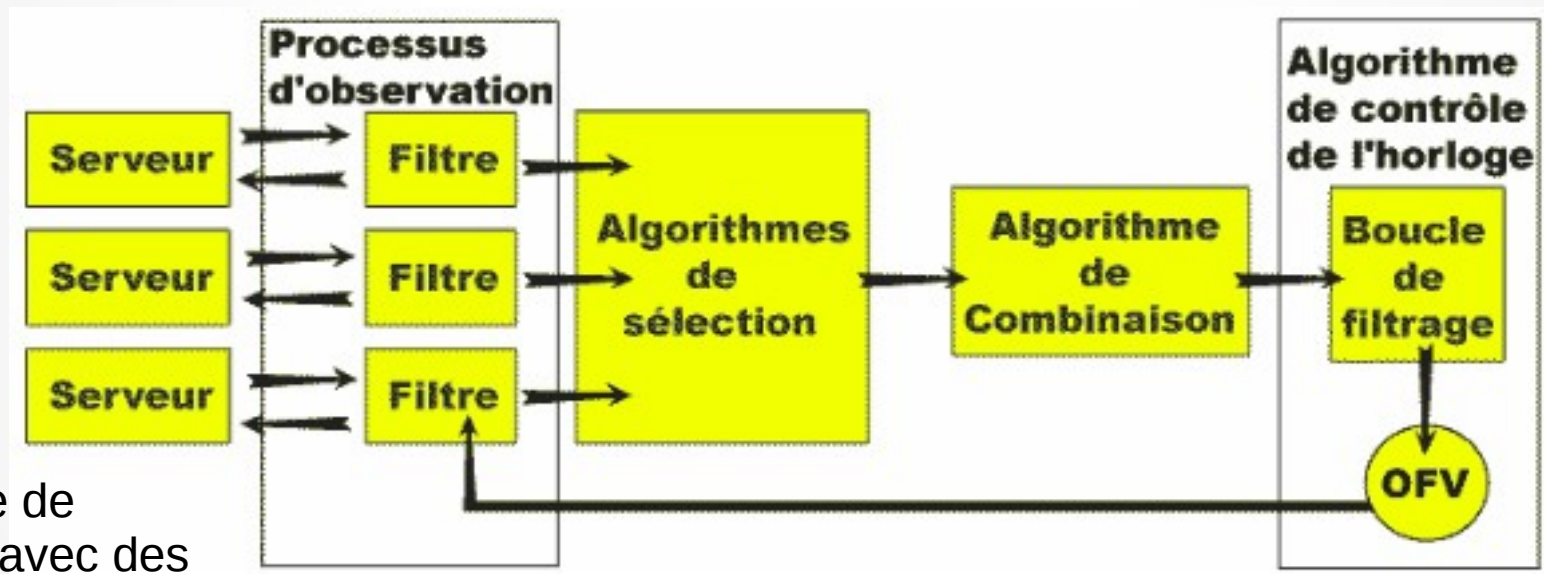 Processus
d'observation
Algorithme
de contrôle
de l'horloge
Serveur
Filtre
Serveur
Filtre
Serveur
Filtre
Algorithmes
de
sélection
Algorithme
de
Combinaison
Boucle
de
filtrage
OFV
e de
avec des